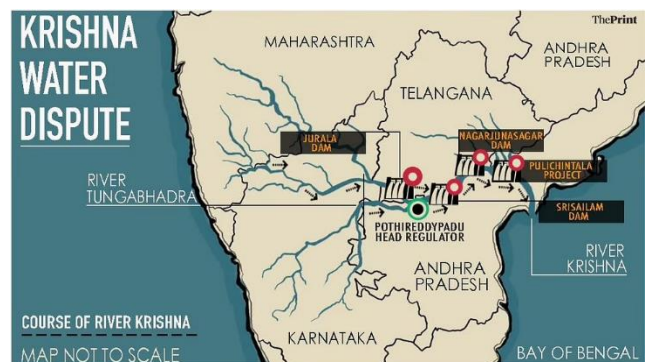 ThePrint
KRISHNA
WATER
DISPUTE
MAHARASHTRA
ANDHRA
PRADESH
TELANGANA
JURALA
DAM
NAGARJUNASAGAR
DAM
PULICHINTALA
PROJECT
RIVER
TUNGABHADRA
SRISAILAM
DAM
POTHIREDDYPADU
HEAD REGULATOR
RIVER
KRISHNA
ANDHRA
PRADESH
COURSE OF RIVER KRISHNA
KARNATAKA
MAP NOT TO SCALE
BAY OF BENGAL